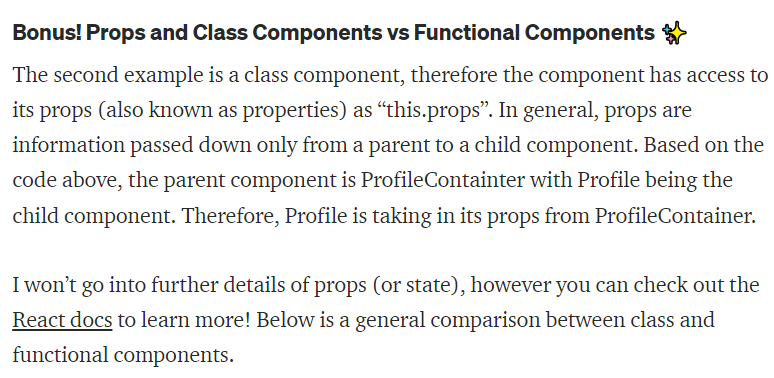 Bonus! Props and Class Components vs Functional Components ✨
The second example is a class component, therefore the component has access to
its props (also known as properties) as “this.props”. In general, props are
information passed down only from a parent to a child component. Based on the
code above, the parent component is ProfileContainter with Profile being the
child component. Therefore, Profile is taking in its props from ProfileContainer.
I won’t go into further details of props (or state), however you can check out the
React docs to learn more! Below is a general comparison between class and
functional components.